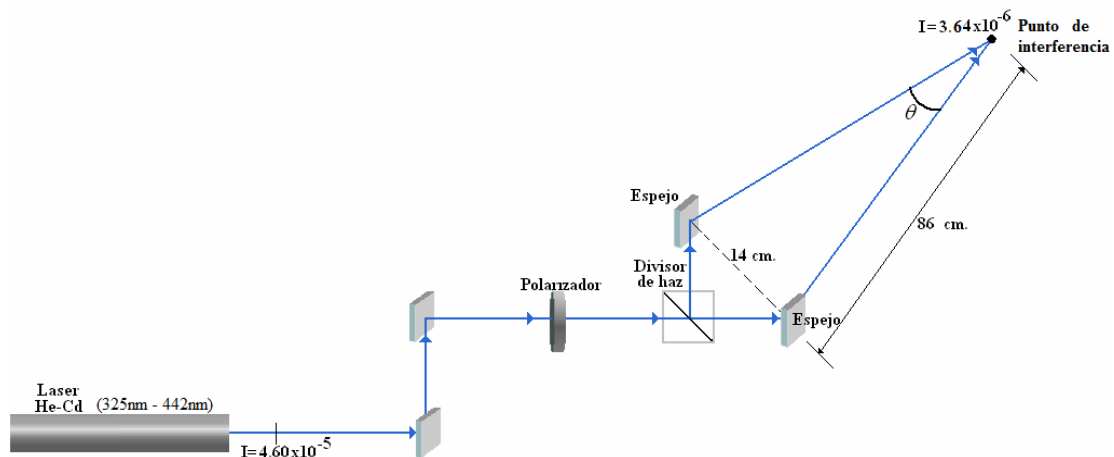 I=3.64x10⁻⁶
Punto de
interferencia
θ
Espejo
86 cm.
14 cm.
Divisor
de haz
Polarizador
Espejo
Laser
He-Cd (325nm - 442nm)
I=4.60x10⁻⁵